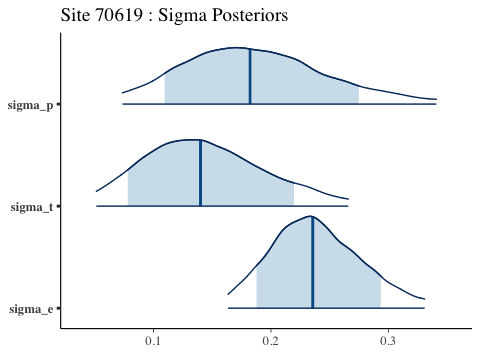 Site 70619 : Sigma Posteriors
sigma_p
sigma_t
sigma_e
0.1 0.2 0.3